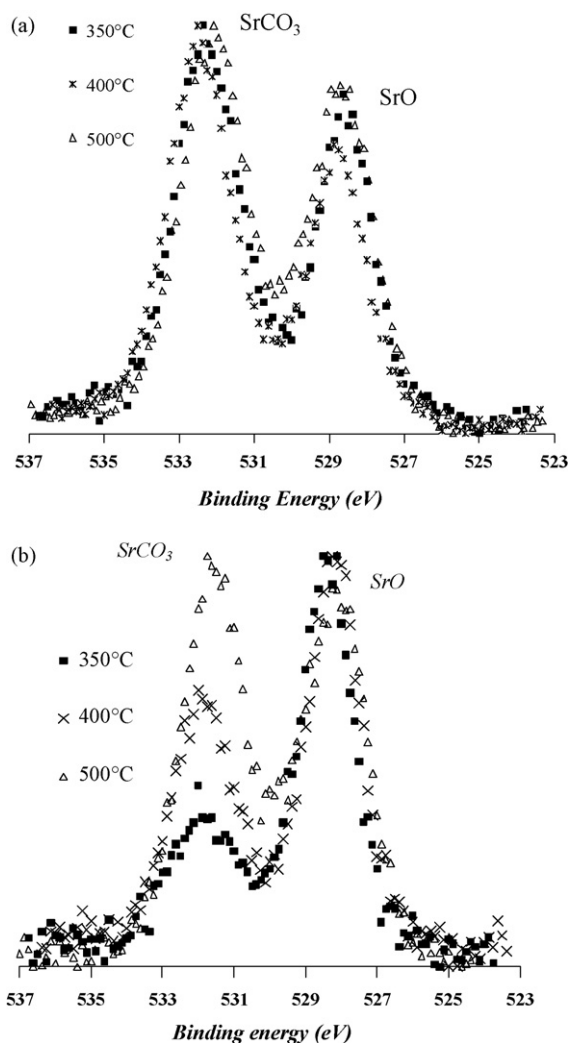 (a)
SrCO₃
SrO
350°C
400°C
500°C
537 535 533 531 529 527 525 523
Binding Energy (eV)
(b)
SrCO₃
SrO
350°C
400°C
500°C
537 535 533 531 529 527 525 523
Binding energy (eV)